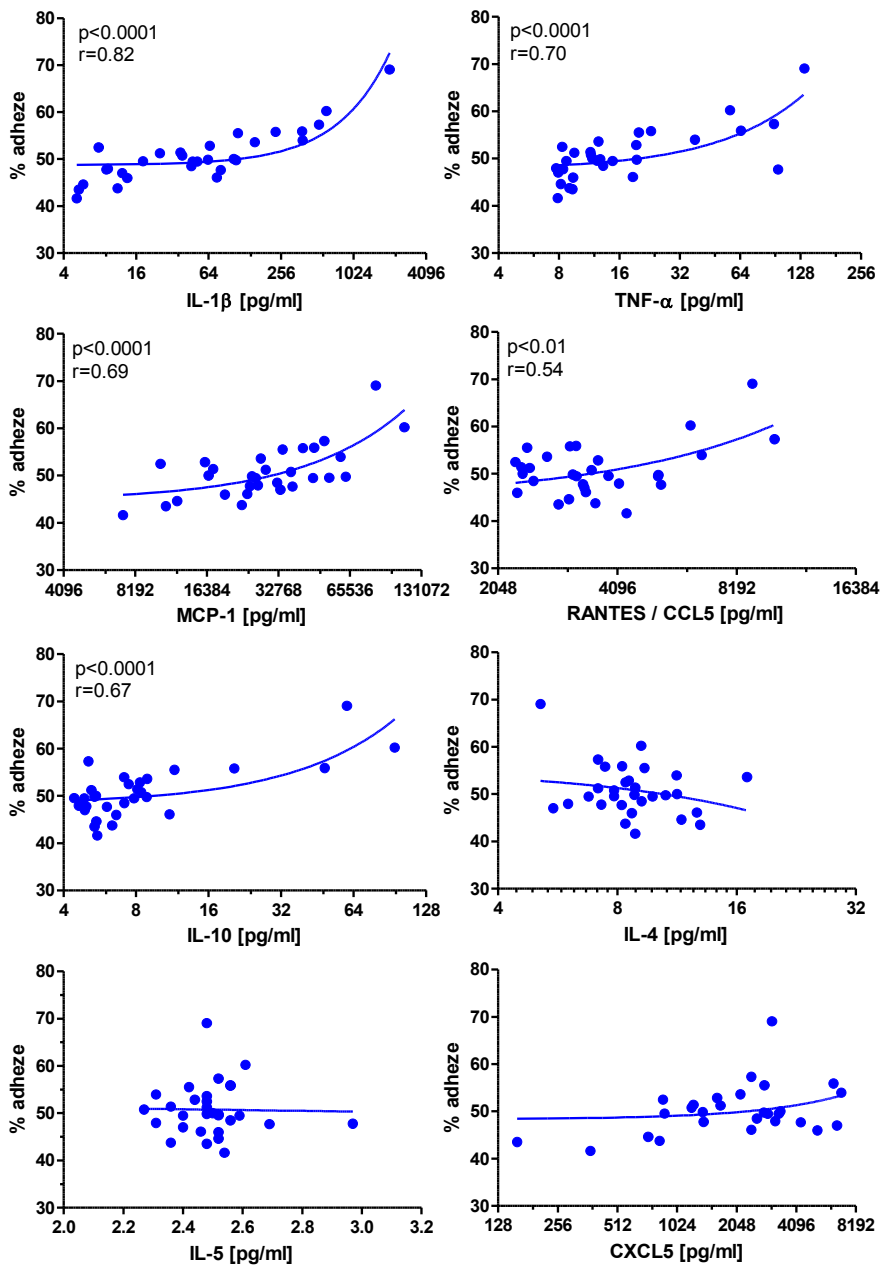 80
70
60
50
40
30
% adheze
p<0.0001
r=0.82
4 16 64 256 1024 4096
IL-1β [pg/ml]
80
70
60
50
40
30
% adheze
p<0.0001
r=0.70
4 8 16 32 64 128 256
TNF-α [pg/ml]
80
70
60
50
40
30
% adheze
p<0.0001
r=0.69
4096 8192 16384 32768 65536 131072
MCP-1 [pg/ml]
80
70
60
50
40
30
% adheze
p<0.01
r=0.54
2048 4096 8192 16384
RANTES / CCL5 [pg/ml]
80
70
60
50
40
30
% adheze
p<0.0001
r=0.67
4 8 16 32 64 128
IL-10 [pg/ml]
80
70
60
50
40
30
% adheze
4 8 16 32
IL-4 [pg/ml]
80
70
60
50
40
30
% adheze
2.0 2.2 2.4 2.6 2.8 3.0 3.2
IL-5 [pg/ml]
80
70
60
50
40
30
% adheze
128 256 512 1024 2048 4096 8192
CXCL5 [pg/ml]